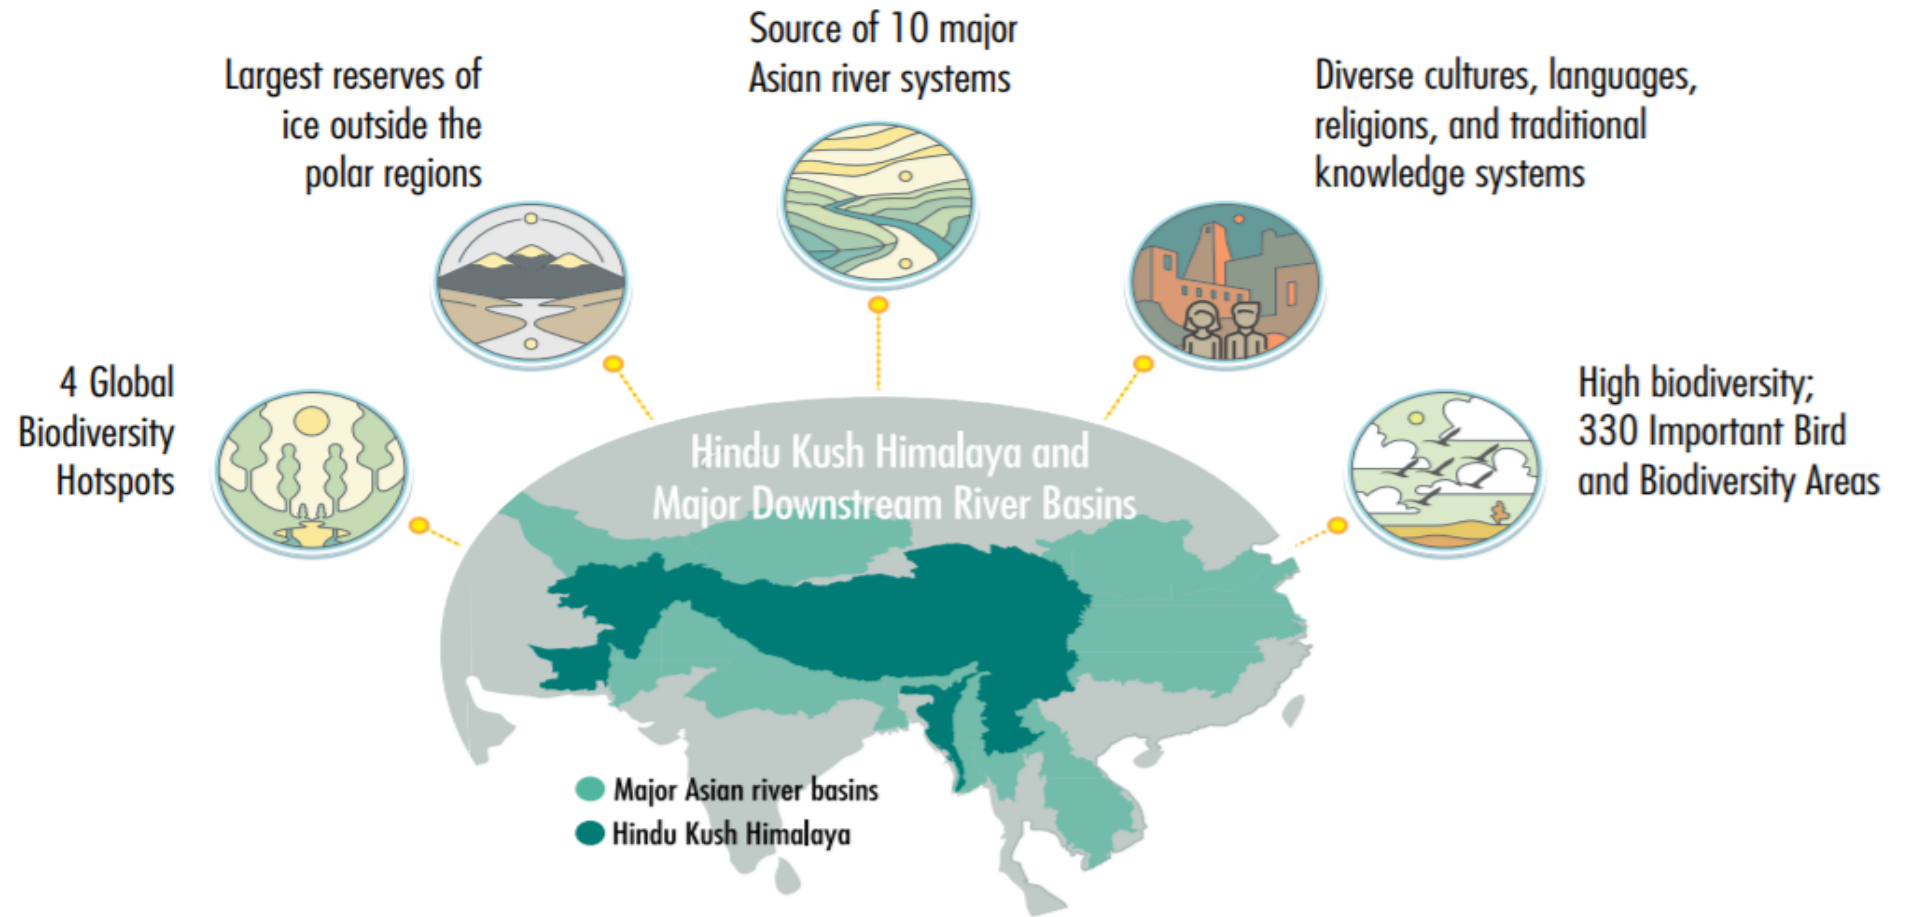 Source of 10 major
Asian river systems
Largest reserves of
ice outside the
polar regions
Diverse cultures, languages,
religions, and traditional
knowledge systems
4 Global
Biodiversity
Hotspots
High biodiversity;
330 Important Bird
and Biodiversity Areas
Hindu Kush Himalaya and
Major Downstream River Basins
Major Asian river basins
Hindu Kush Himalaya